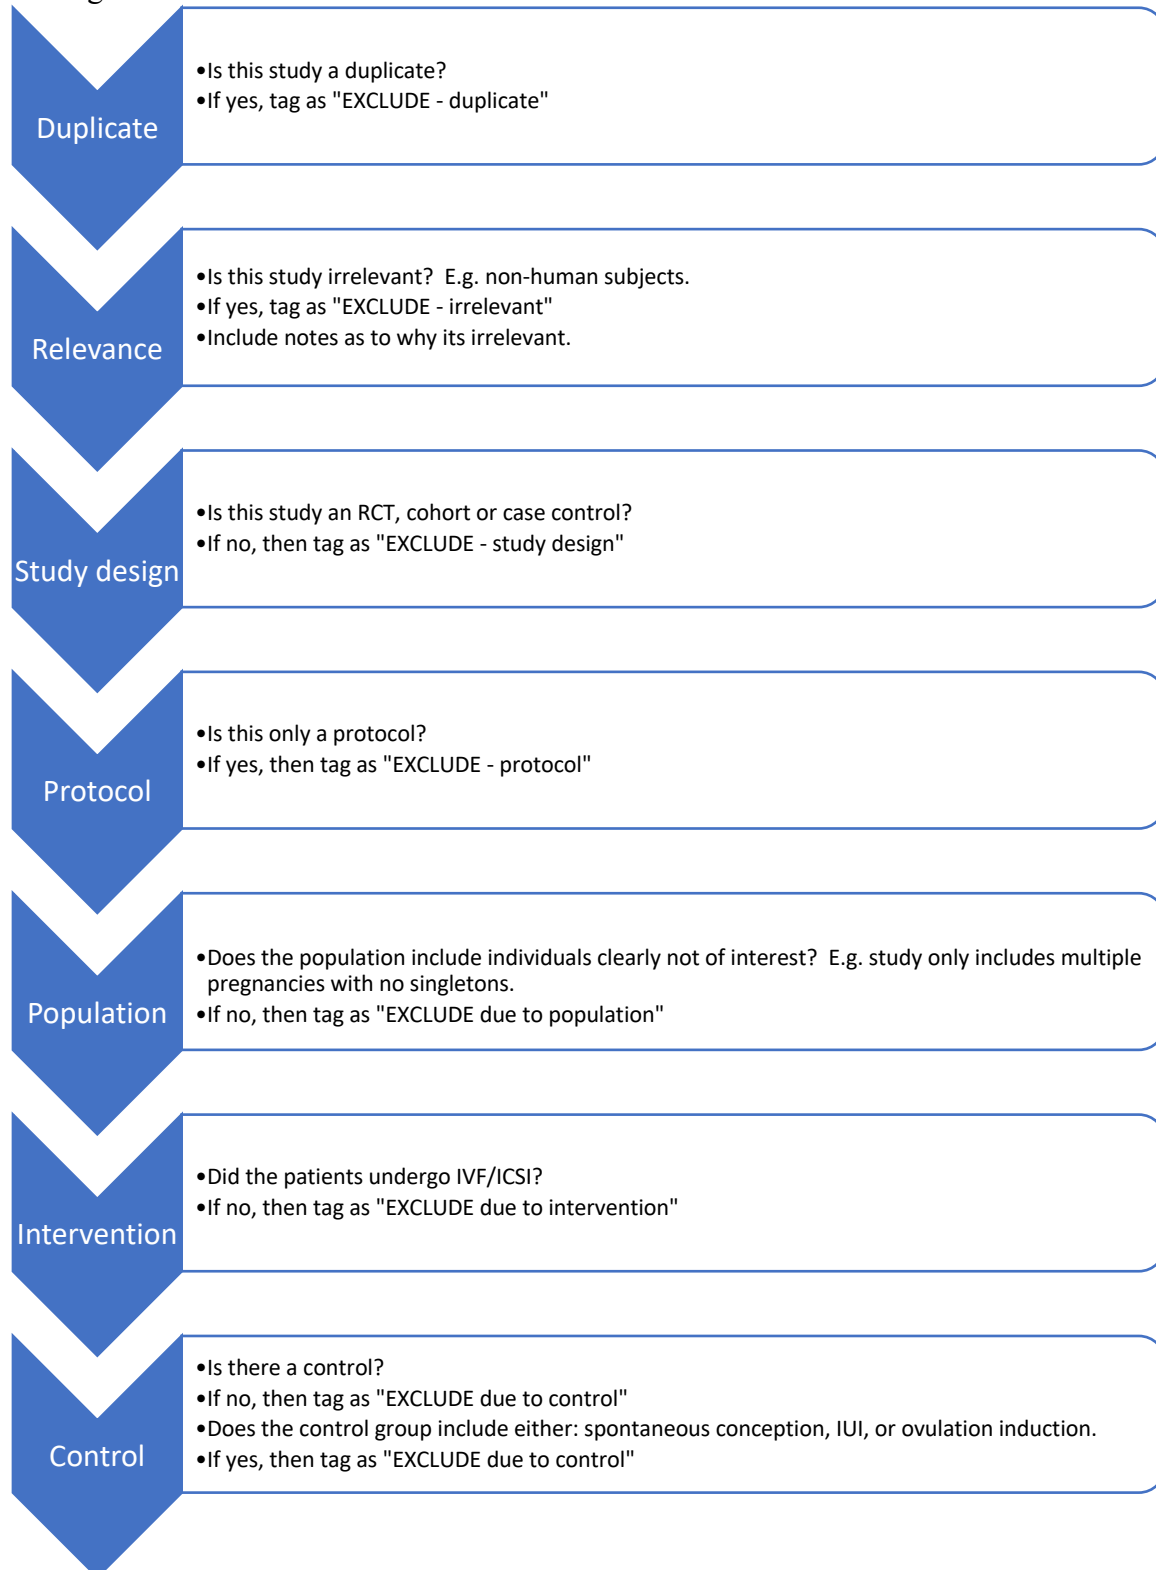 Duplicate
•Is this study a duplicate?
•If yes, tag as "EXCLUDE - duplicate"
Relevance
•Is this study irrelevant?  E.g. non-human subjects.
•If yes, tag as "EXCLUDE - irrelevant"
•Include notes as to why its irrelevant.
Study design
•Is this study an RCT, cohort or case control?
•If no, then tag as "EXCLUDE - study design"
Protocol
•Is this only a protocol?
•If yes, then tag as "EXCLUDE - protocol"
Population
•Does the population include individuals clearly not of interest?  E.g. study only includes multiple
pregnancies with no singletons.
•If no, then tag as "EXCLUDE due to population"
Intervention
•Did the patients undergo IVF/ICSI?
•If no, then tag as "EXCLUDE due to intervention"
Control
•Is there a control?
•If no, then tag as "EXCLUDE due to control"
•Does the control group include either: spontaneous conception, IUI, or ovulation induction.
•If yes, then tag as "EXCLUDE due to control"